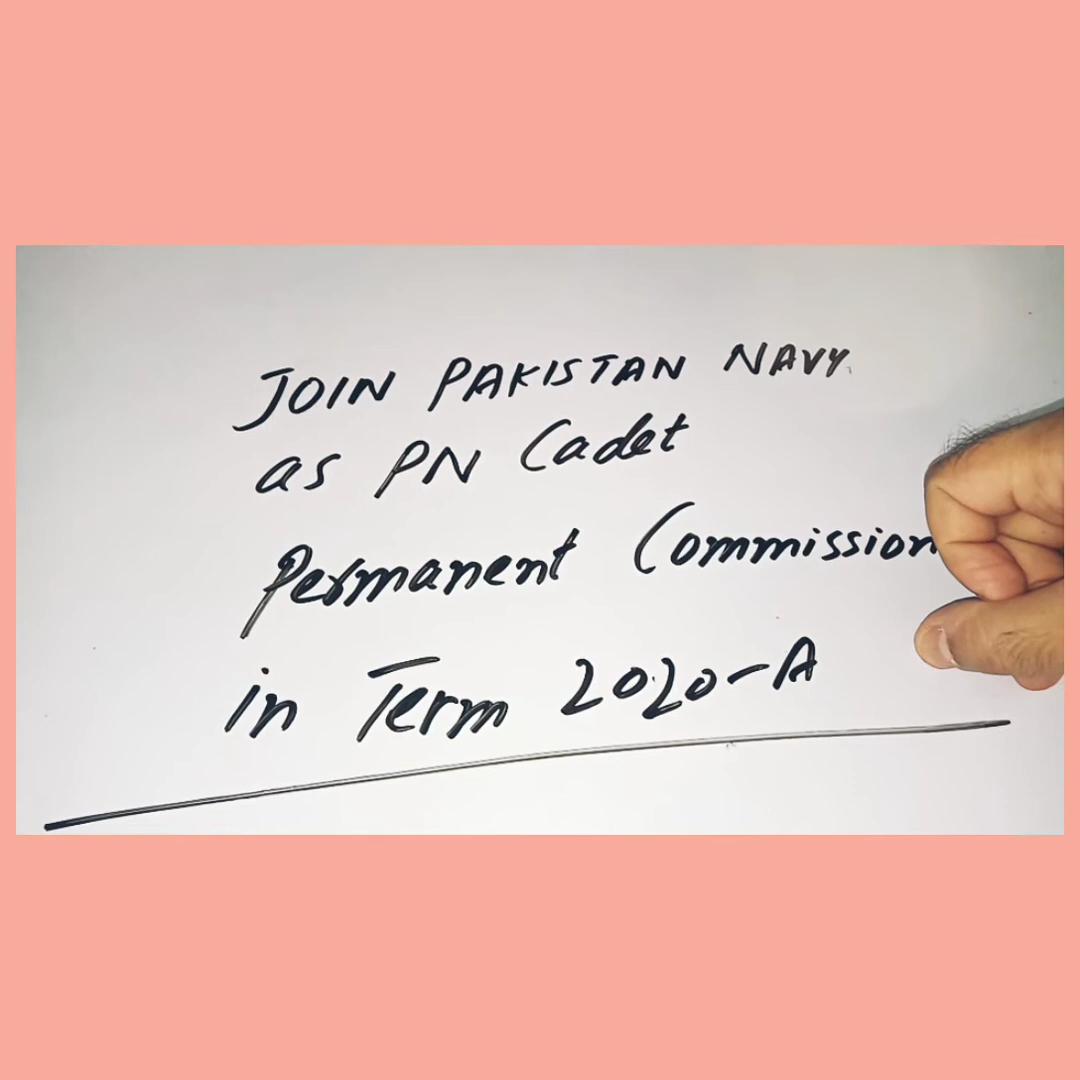 JOIN PAKISTAN NAVY
as PN Cadet
Permanent Commission
in Term 2020-A